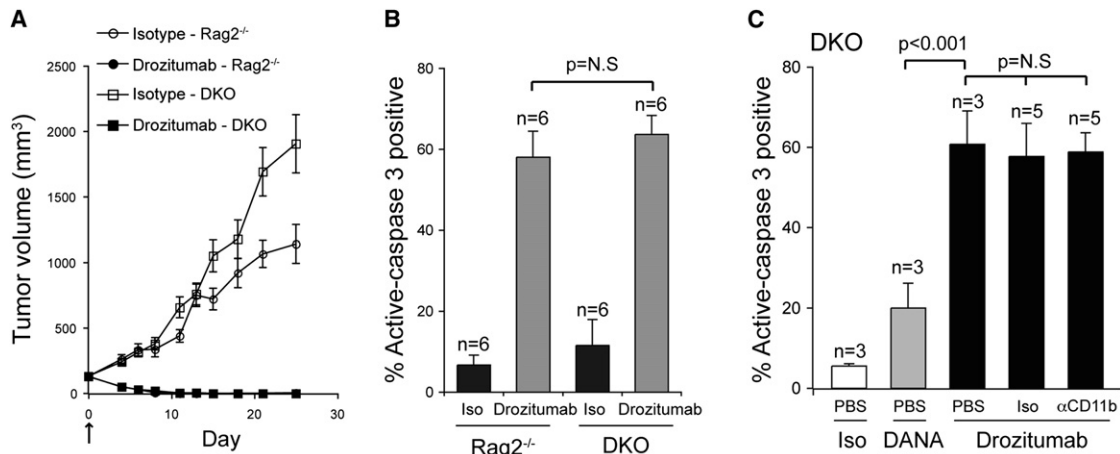 A
Isotype - Rag2-/-
Drozitumab - Rag2-/-
Isotype - DKO
Drozitumab - DKO
Tumor volume (mm³)
2500
2000
1500
1000
500
0
0 10 20 30
Day
B
% Active-caspase 3 positive
80
60
40
20
0
p=N.S
n=6
n=6
n=6
n=6
Iso Drozitumab Iso Drozitumab
Rag2-/- DKO
C
DKO
% Active-caspase 3 positive
80
60
40
20
0
p<0.001
p=N.S
n=3
n=3
n=3
n=5
n=5
PBS PBS PBS Iso αCD11b
Iso DANA Drozitumab